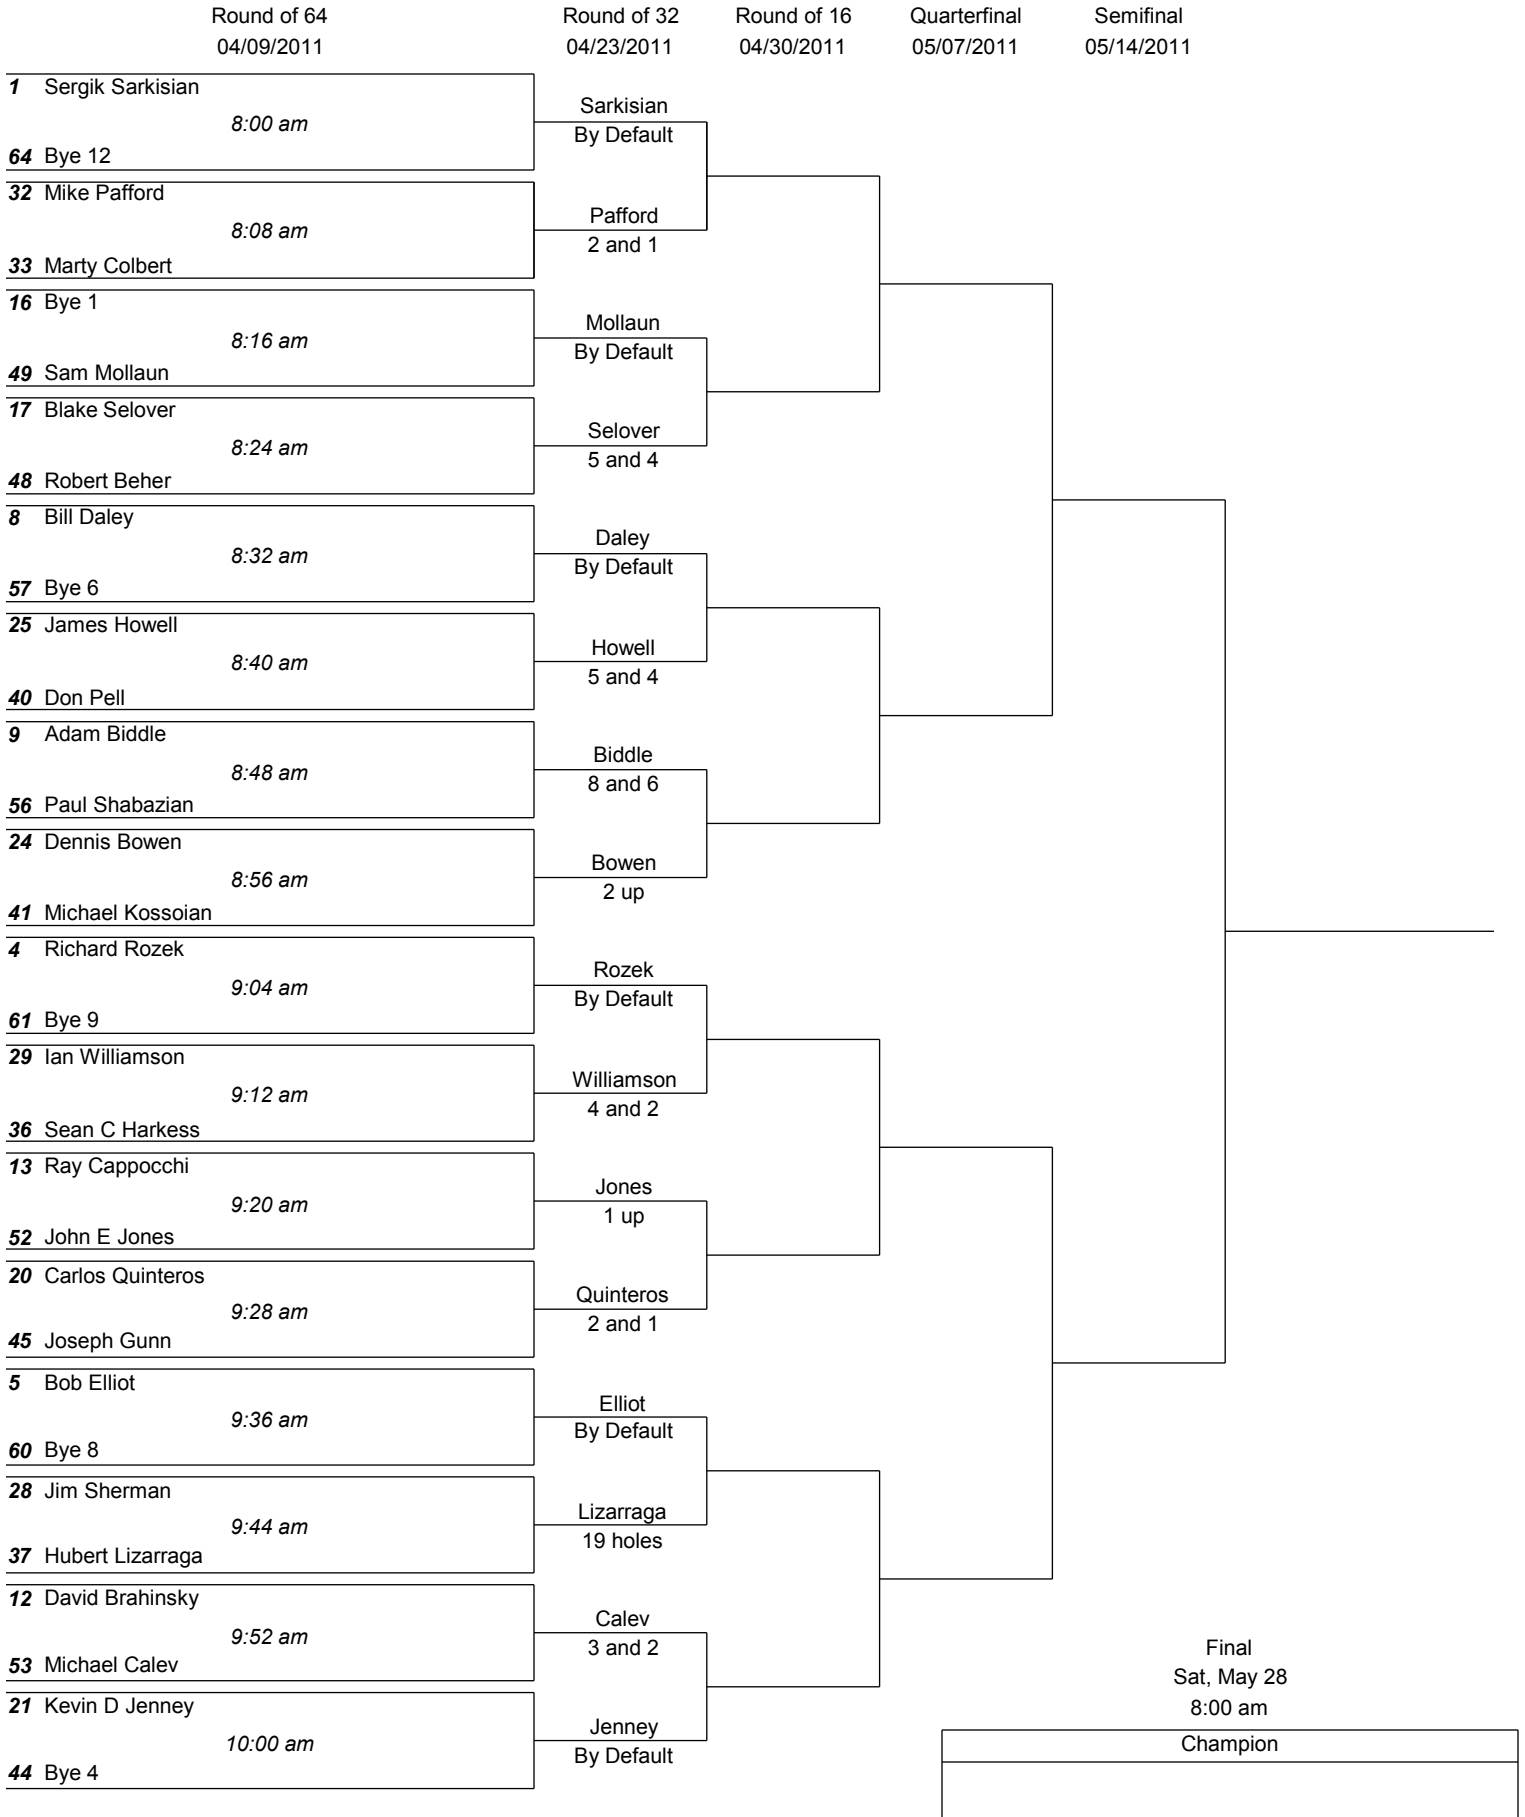 Round of 64 Round of 32 Round of 16 Quarterfinal Semifinal
04/09/2011 04/23/2011 04/30/2011 05/07/2011 05/14/2011
1 Sergik Sarkisian
8:00 am
64 Bye 12
Sarkisian
By Default
32 Mike Pafford
8:08 am
33 Marty Colbert
Pafford
2 and 1
16 Bye 1
8:16 am
49 Sam Mollaun
Mollaun
By Default
17 Blake Selover
8:24 am
48 Robert Beher
Selover
5 and 4
8 Bill Daley
8:32 am
57 Bye 6
Daley
By Default
25 James Howell
8:40 am
40 Don Pell
Howell
5 and 4
9 Adam Biddle
8:48 am
56 Paul Shabazian
Biddle
8 and 6
24 Dennis Bowen
8:56 am
41 Michael Kossoian
Bowen
2 up
4 Richard Rozek
9:04 am
61 Bye 9
Rozek
By Default
29 Ian Williamson
9:12 am
36 Sean C Harkess
Williamson
4 and 2
13 Ray Cappocchi
9:20 am
52 John E Jones
Jones
1 up
20 Carlos Quinteros
9:28 am
45 Joseph Gunn
Quinteros
2 and 1
5 Bob Elliot
9:36 am
60 Bye 8
Elliot
By Default
28 Jim Sherman
9:44 am
37 Hubert Lizarraga
Lizarraga
19 holes
12 David Brahinsky
9:52 am
53 Michael Calev
Calev
3 and 2
21 Kevin D Jenney
10:00 am
44 Bye 4
Jenney
By Default
Final
Sat, May 28
8:00 am
Champion